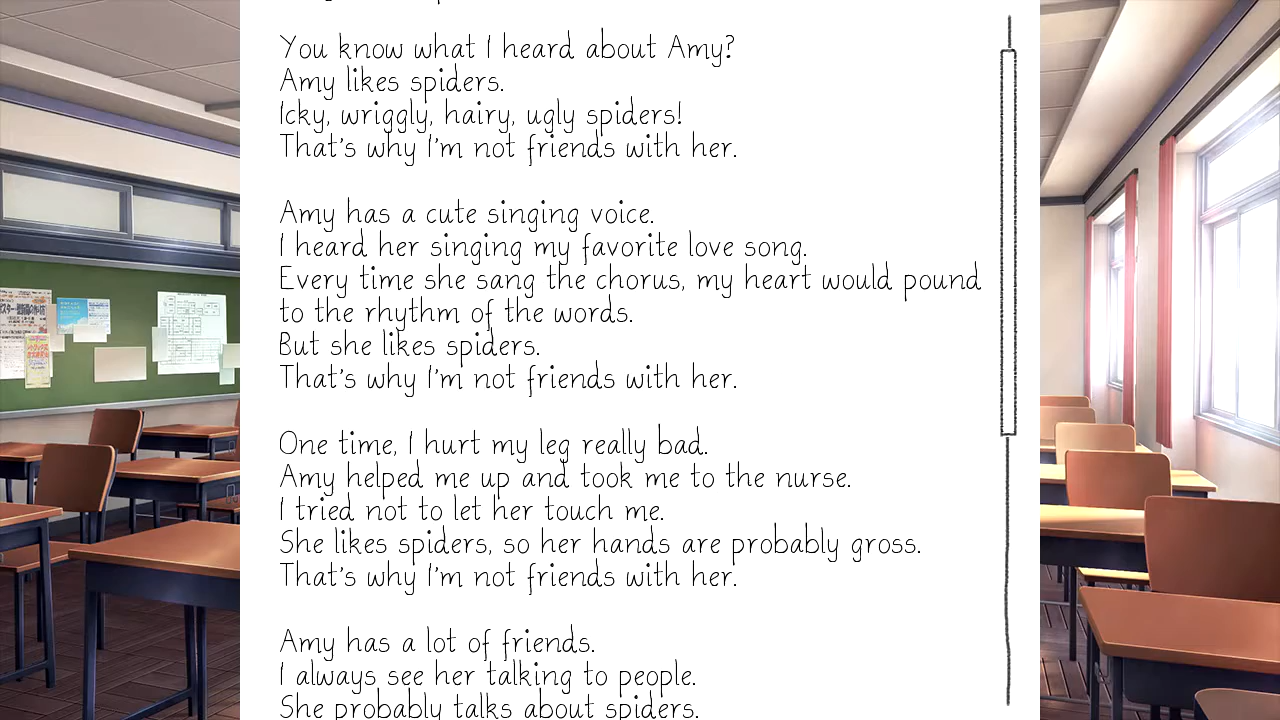 You know what I heard about Amy?
Amy likes spiders.
Icky, wriggly, hairy, ugly spiders!
That's why I'm not friends with her.
Amy has a cute singing voice.
I heard her singing my favorite love song.
Every time she sang the chorus, my heart would pound
to the rhythm of the words.
But she likes spiders.
That's why I'm not friends with her.
One time, I hurt my leg really bad.
Amy helped me up and took me to the nurse.
I tried not to let her touch me.
She likes spiders, so her hands are probably gross.
That's why I'm not friends with her.
Amy has a lot of friends.
I always see her talking to people.
She probably talks about spiders.